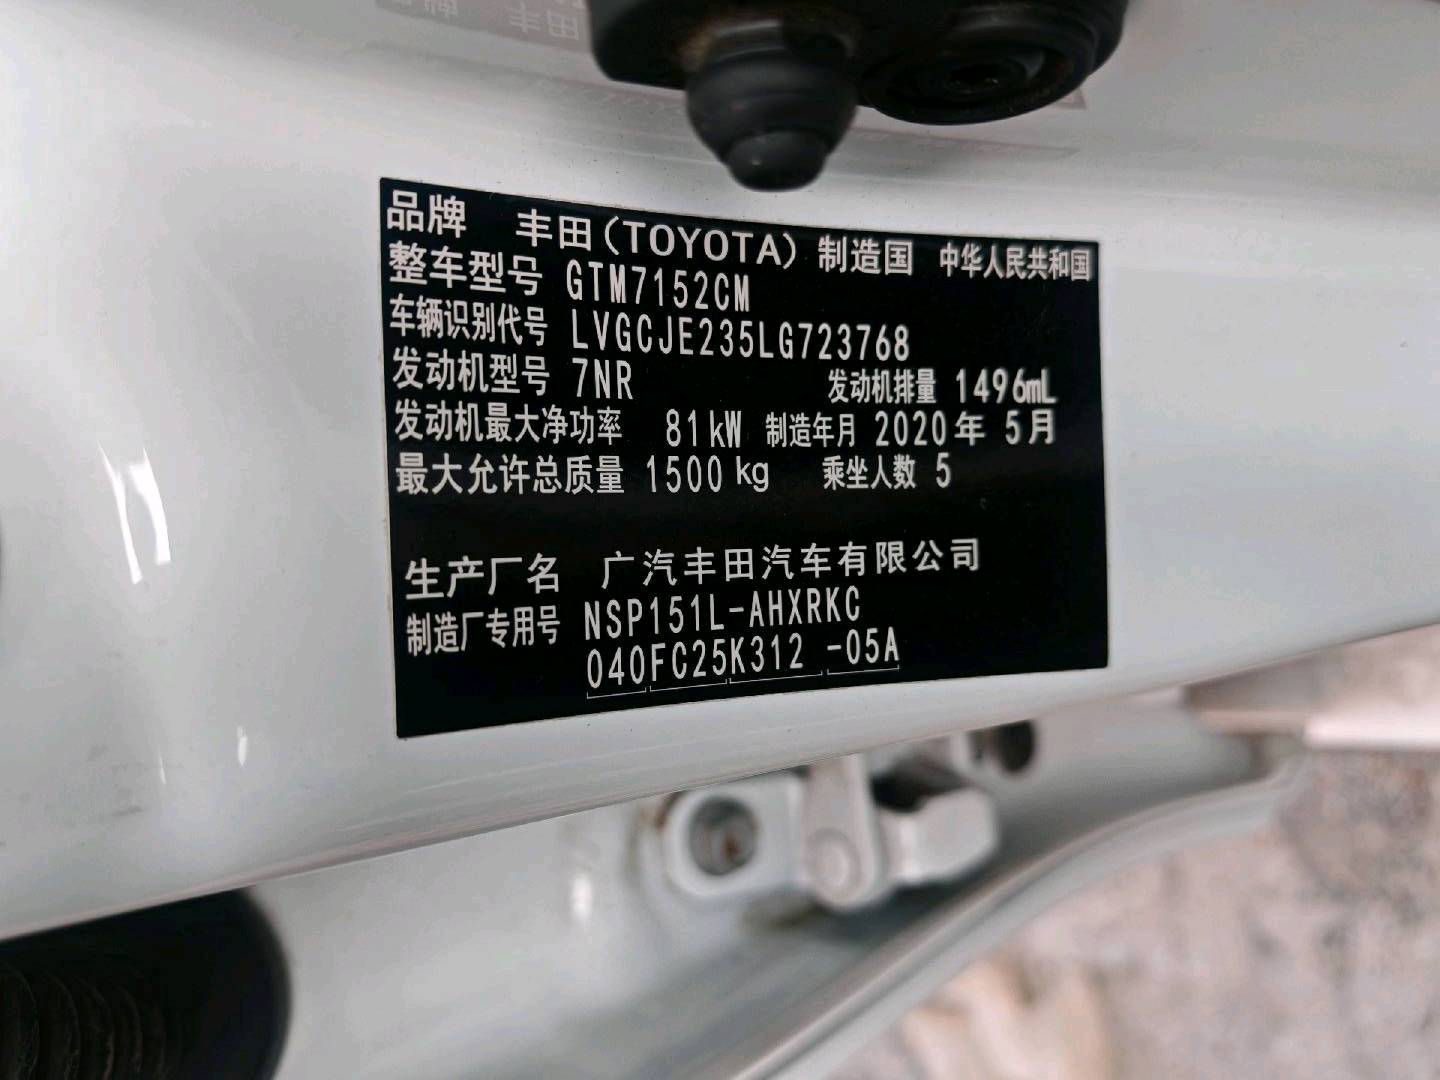 品牌 丰田(TOYOTA) 制造国 中华人民共和国
整车型号 GTM7152CM
车辆识别代号 LVGCJE235LG723768
发动机型号 7NR 发动机排量 1496mL
发动机最大净功率 81kW 制造年月 2020年5月
最大允许总质量 1500kg 乘坐人数 5
生产厂名 广汽丰田汽车有限公司
制造厂专用号 NSP151L-AHXRKC
040FC25K312 -05A